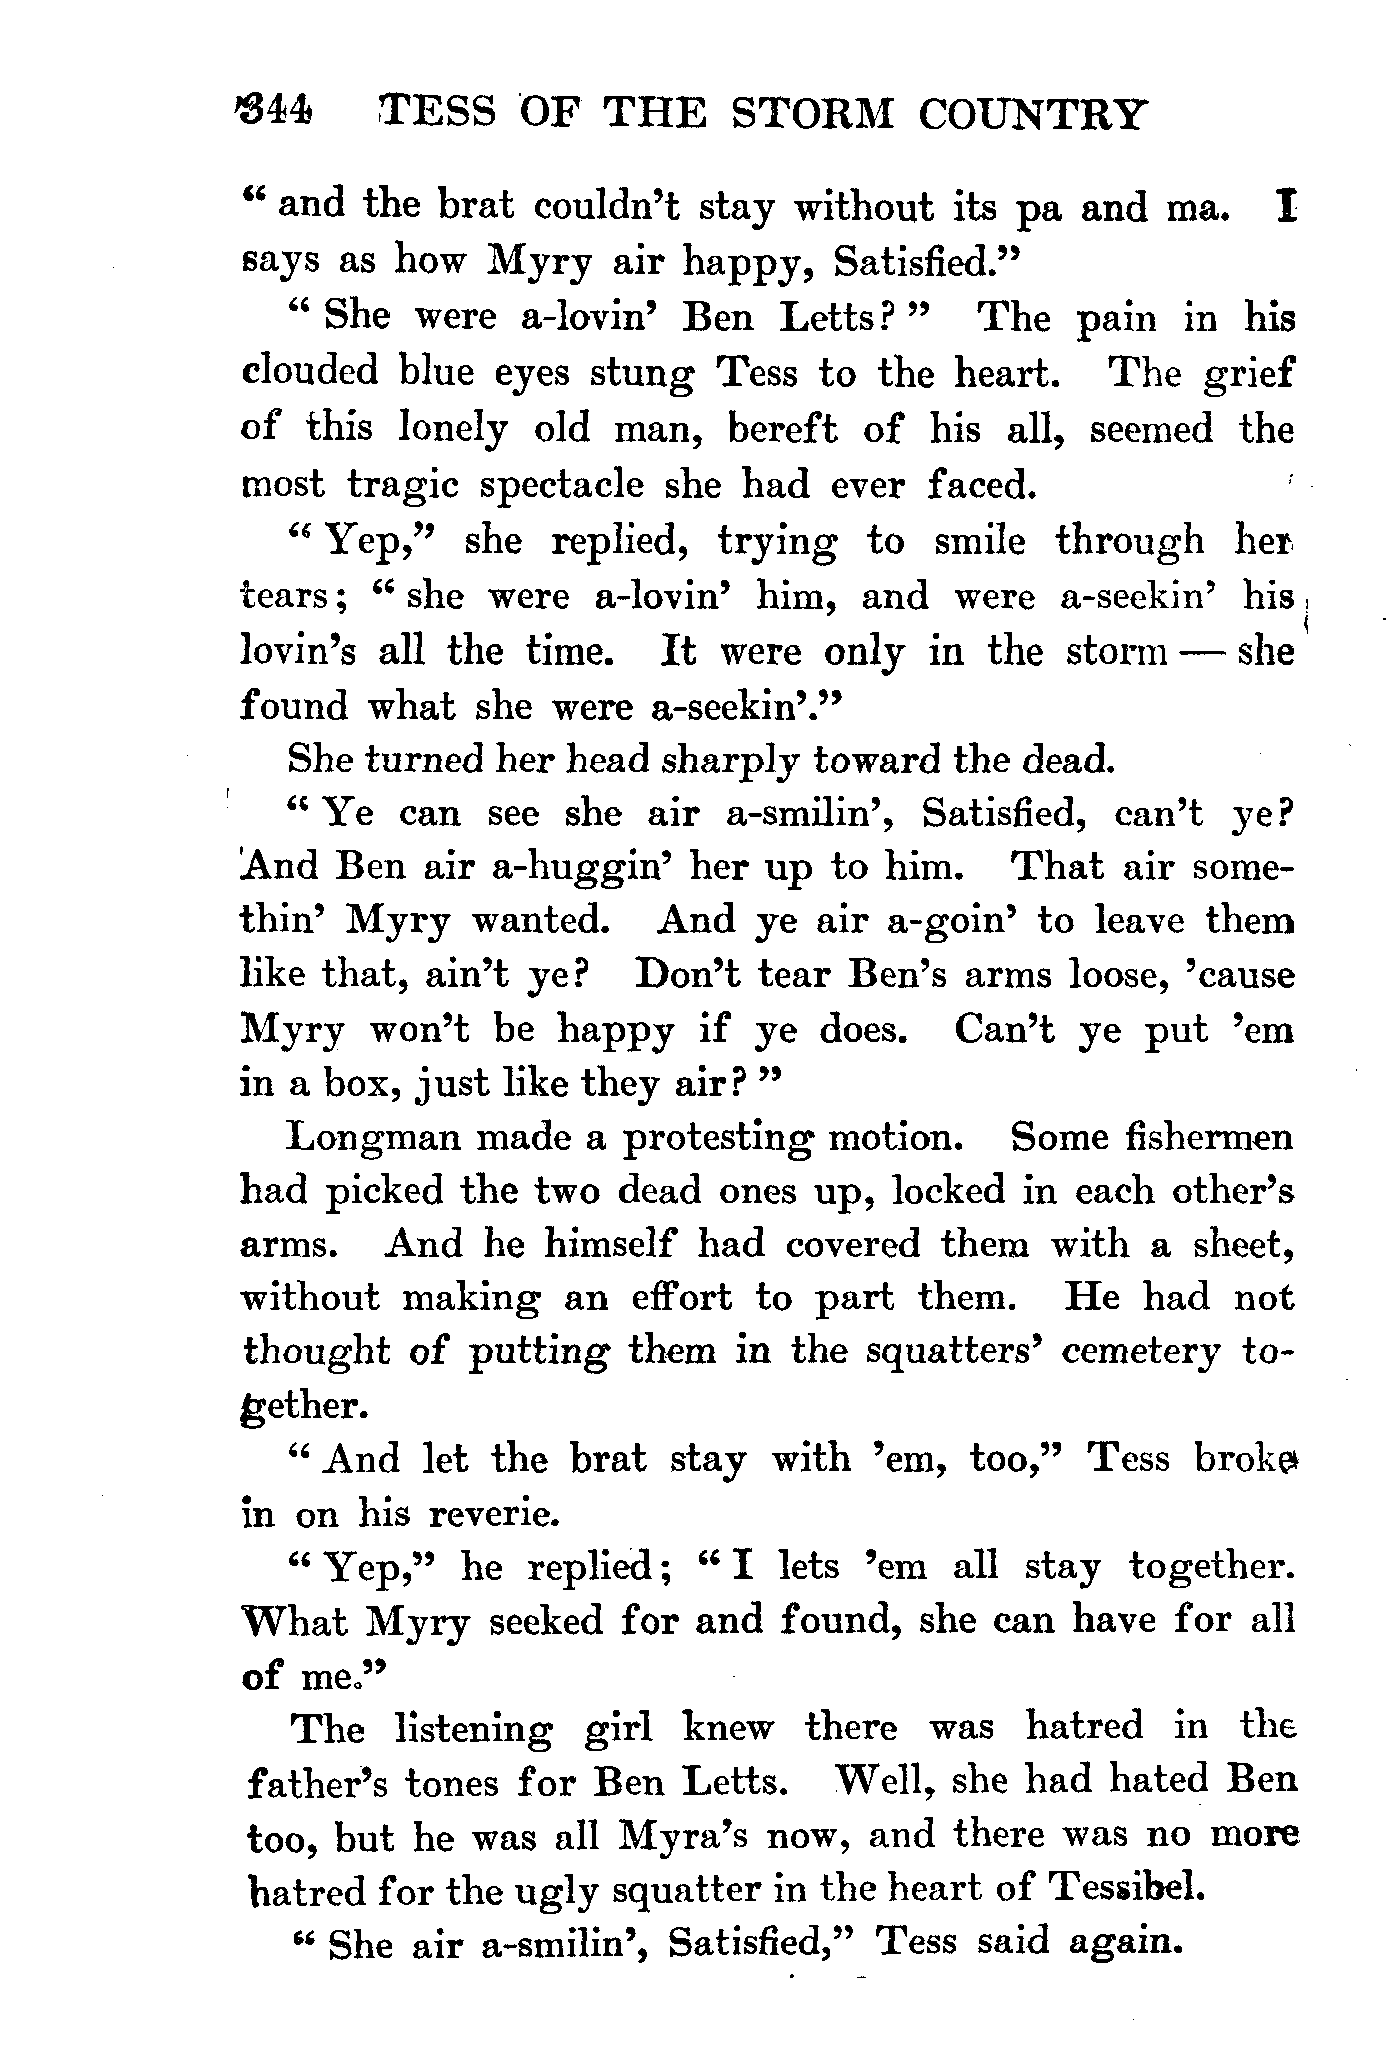 344 TESS OF THE STORM COUNTRY
“ and the brat couldn’t stay without its pa and ma. I
says as how Myry air happy, Satisfied.”
“ She were a-lovin’ Ben Letts? ” The pain in his
clouded blue eyes stung Tess to the heart. The grief
of this lonely old man, bereft of his all, seemed the
most tragic spectacle she had ever faced.
“ Yep,” she replied, trying to smile through her
tears; “ she were a-lovin’ him, and were a-seekin’ his
lovin’s all the time. It were only in the storm — she
found what she were a-seekin’.”
She turned her head sharply toward the dead.
“ Ye can see she air a-smilin’, Satisfied, can’t ye?
And Ben air a-huggin’ her up to him. That air some-
thin’ Myry wanted. And ye air a-goin’ to leave them
like that, ain’t ye? Don’t tear Ben’s arms loose, ’cause
Myry won’t be happy if ye does. Can’t ye put ’em
in a box, just like they air? ”
Longman made a protesting motion. Some fishermen
had picked the two dead ones up, locked in each other’s
arms. And he himself had covered them with a sheet,
without making an effort to part them. He had not
thought of putting them in the squatters’ cemetery to-
gether.
“ And let the brat stay with ’em, too,” Tess broke
in on his reverie.
“ Yep,” he replied; “ I lets ’em all stay together.
What Myry seeked for and found, she can have for all
of me.”
The listening girl knew there was hatred in the
father’s tones for Ben Letts. Well, she had hated Ben
too, but he was all Myra’s now, and there was no more
hatred for the ugly squatter in the heart of Tessibel.
“ She air a-smilin’, Satisfied,” Tess said again.